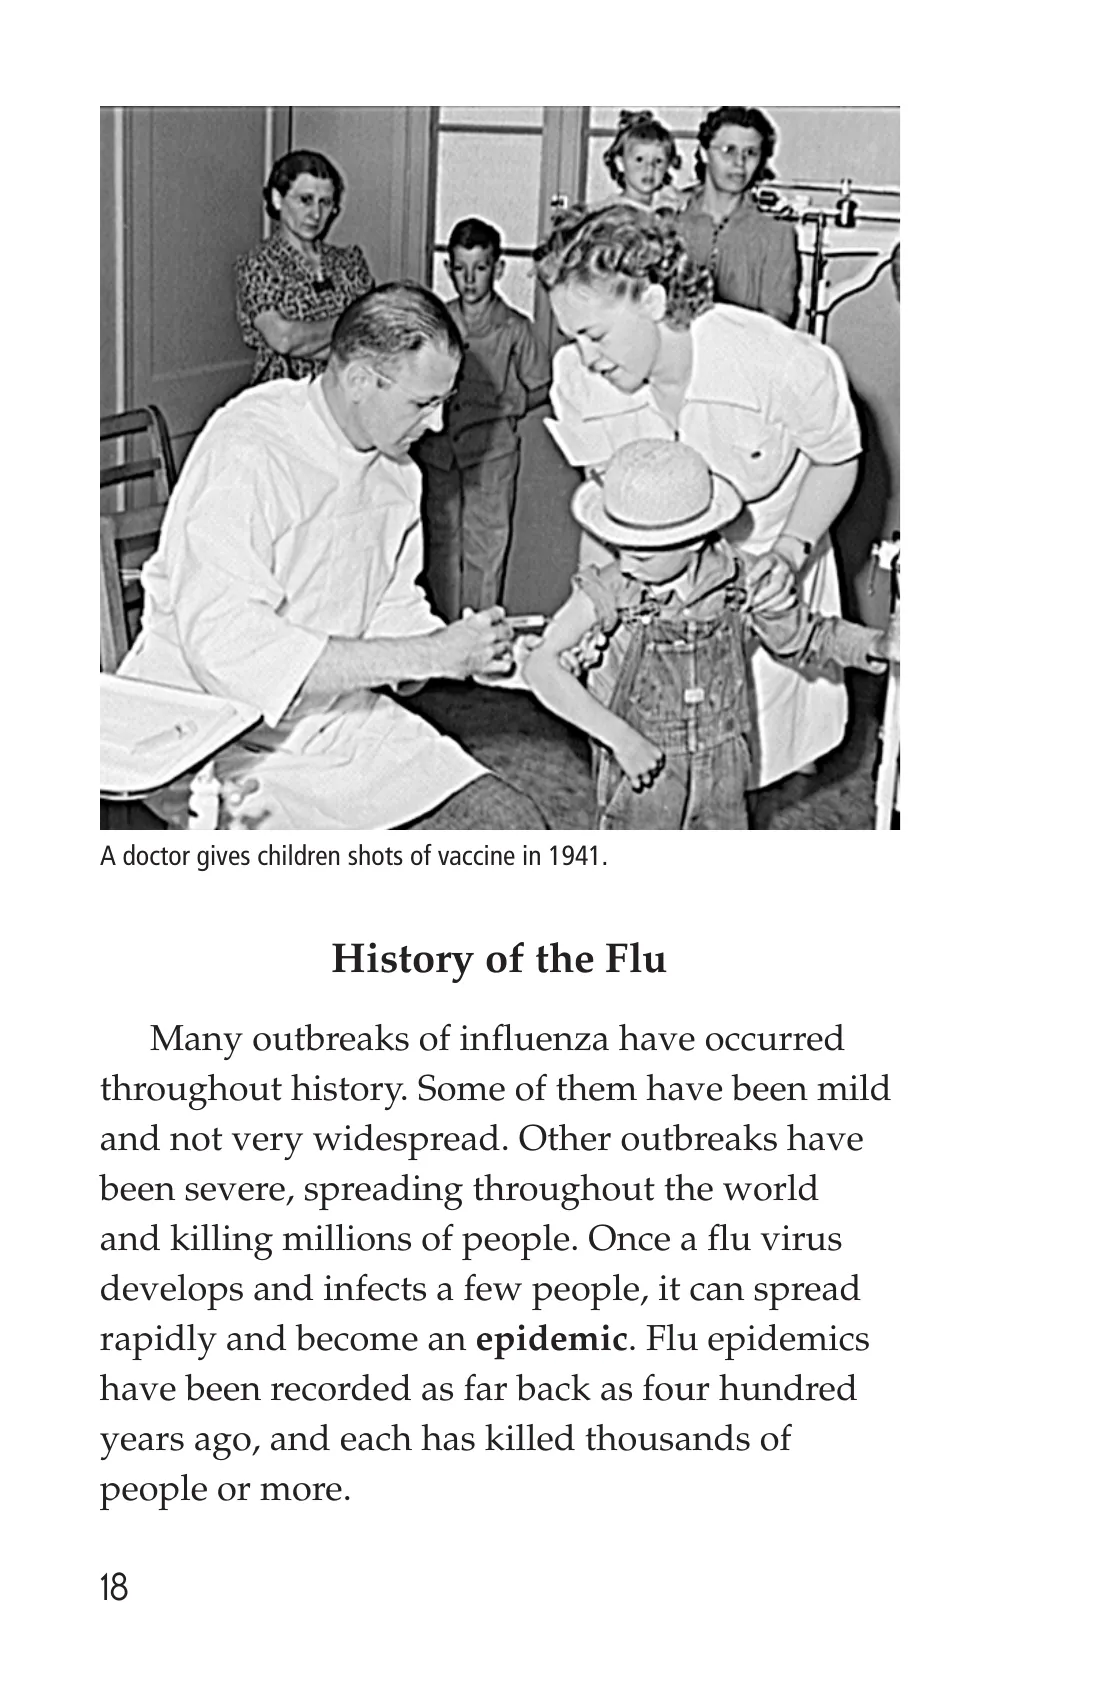 A doctor gives children shots of vaccine in 1941.
History of the Flu
Many outbreaks of influenza have occurred
throughout history. Some of them have been mild
and not very widespread. Other outbreaks have
been severe, spreading throughout the world
and killing millions of people. Once a flu virus
develops and infects a few people, it can spread
rapidly and become an epidemic. Flu epidemics
have been recorded as far back as four hundred
years ago, and each has killed thousands of
people or more.
18